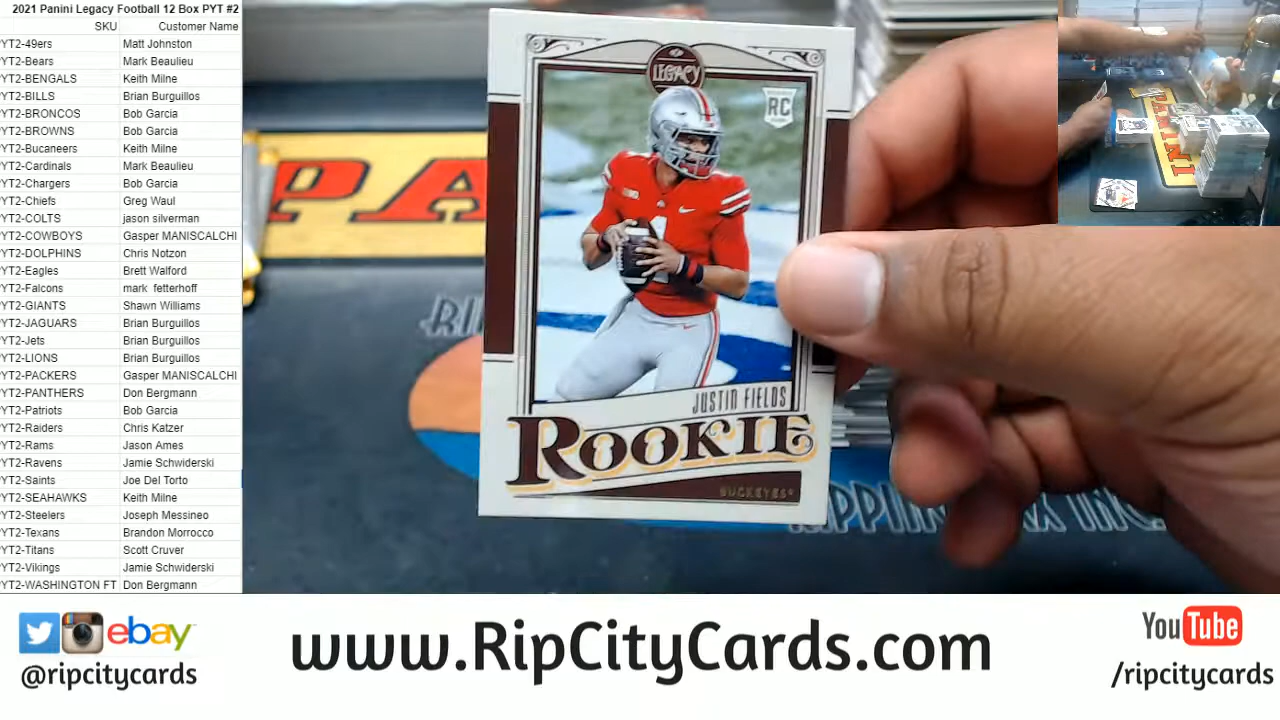 2021 Panini Legacy Football 12 Box PYT #2
SKU Customer Name
YT2-49ers Matt Johnston
YT2-Bears Mark Beaulieu
YT2-BENGALS Keith Milne
YT2-BILLS Brian Burguillos
YT2-BRONCOS Bob Garcia
YT2-BROWNS Bob Garcia
YT2-Bucaneers Keith Milne
YT2-Cardinals Mark Beaulieu
YT2-Chargers Bob Garcia
YT2-Chiefs Greg Waul
YT2-COLTS jason silverman
YT2-COWBOYS Gasper MANISCALCHI
YT2-DOLPHINS Chris Notzon
YT2-Eagles Brett Walford
YT2-Falcons mark fetterhoff
YT2-GIANTS Shawn Williams
YT2-JAGUARS Brian Burguillos
YT2-Jets Brian Burguillos
YT2-LIONS Brian Burguillos
YT2-PACKERS Gasper MANISCALCHI
YT2-PANTHERS Don Bergmann
YT2-Patriots Bob Garcia
YT2-Raiders Chris Katzer
YT2-Rams Jason Ames
YT2-Ravens Jamie Schwiderski
YT2-Saints Joe Del Torto
YT2-SEAHAWKS Keith Milne
YT2-Steelers Joseph Messineo
YT2-Texans Brandon Morrocco
YT2-Titans Scott Cruver
YT2-Vikings Jamie Schwiderski
YT2-WASHINGTON FT Don Bergmann
LEGACY
RC
JUSTIN FIELDS
ROOKIE
BUCKEYES
PA
RI
PANINI
ebay
@ripcitycards
www.RipCityCards.com
YouTube
/ripcitycards